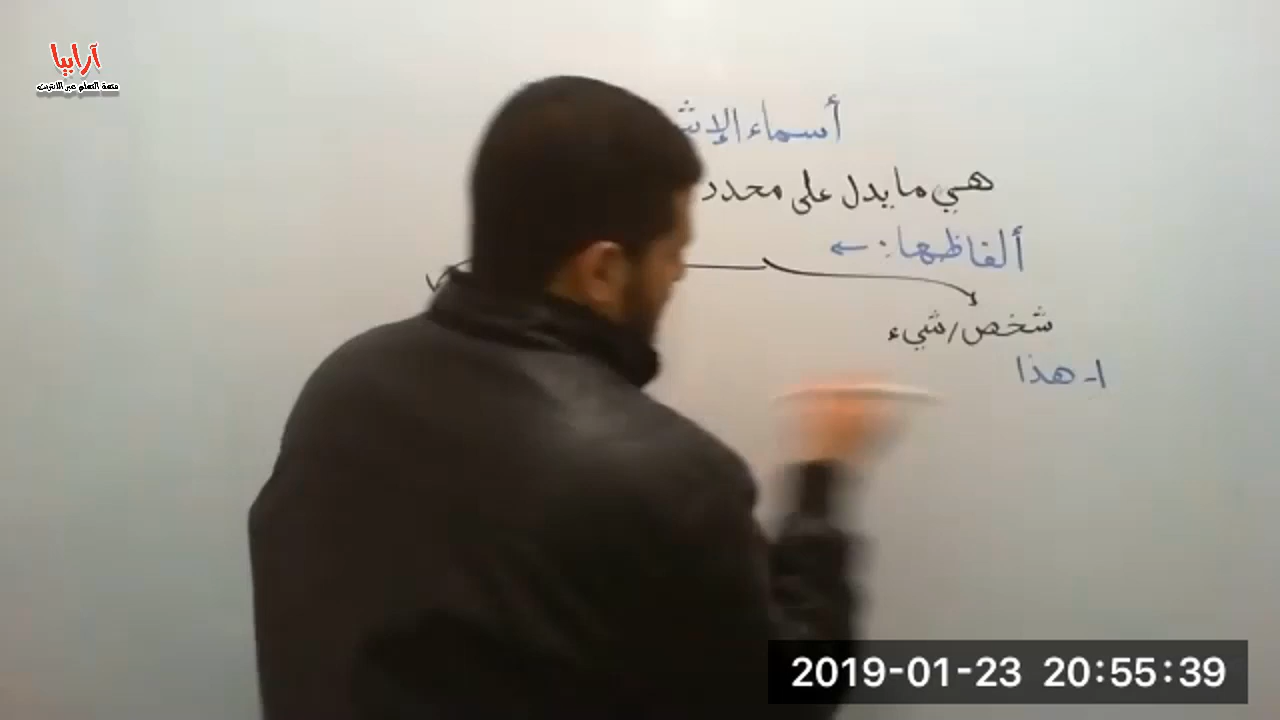 آرابيا
منصة التعلم عبر الانترنت
أسماء الإش
هي ما يدل على محدد
ألفاظها: ←
شخص/شيء
١- هذا
2019-01-23 20:55:39